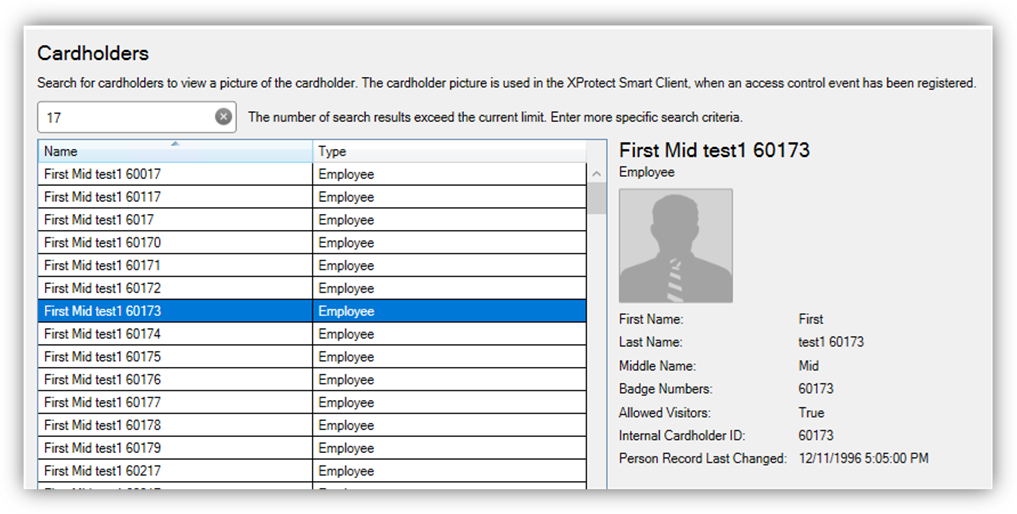 Cardholders
Search for cardholders to view a picture of the cardholder. The cardholder picture is used in the XProtect Smart Client, when an access control event has been registered.
17 The number of search results exceed the current limit. Enter more specific search criteria.
Name Type
First Mid test1 60017 Employee
First Mid test1 60117 Employee
First Mid test1 6017 Employee
First Mid test1 60170 Employee
First Mid test1 60171 Employee
First Mid test1 60172 Employee
First Mid test1 60173 Employee
First Mid test1 60174 Employee
First Mid test1 60175 Employee
First Mid test1 60176 Employee
First Mid test1 60177 Employee
First Mid test1 60178 Employee
First Mid test1 60179 Employee
First Mid test1 60217 Employee
First Mid test1 60173
Employee
First Name: First
Last Name: test1 60173
Middle Name: Mid
Badge Numbers: 60173
Allowed Visitors: True
Internal Cardholder ID: 60173
Person Record Last Changed: 12/11/1996 5:05:00 PM